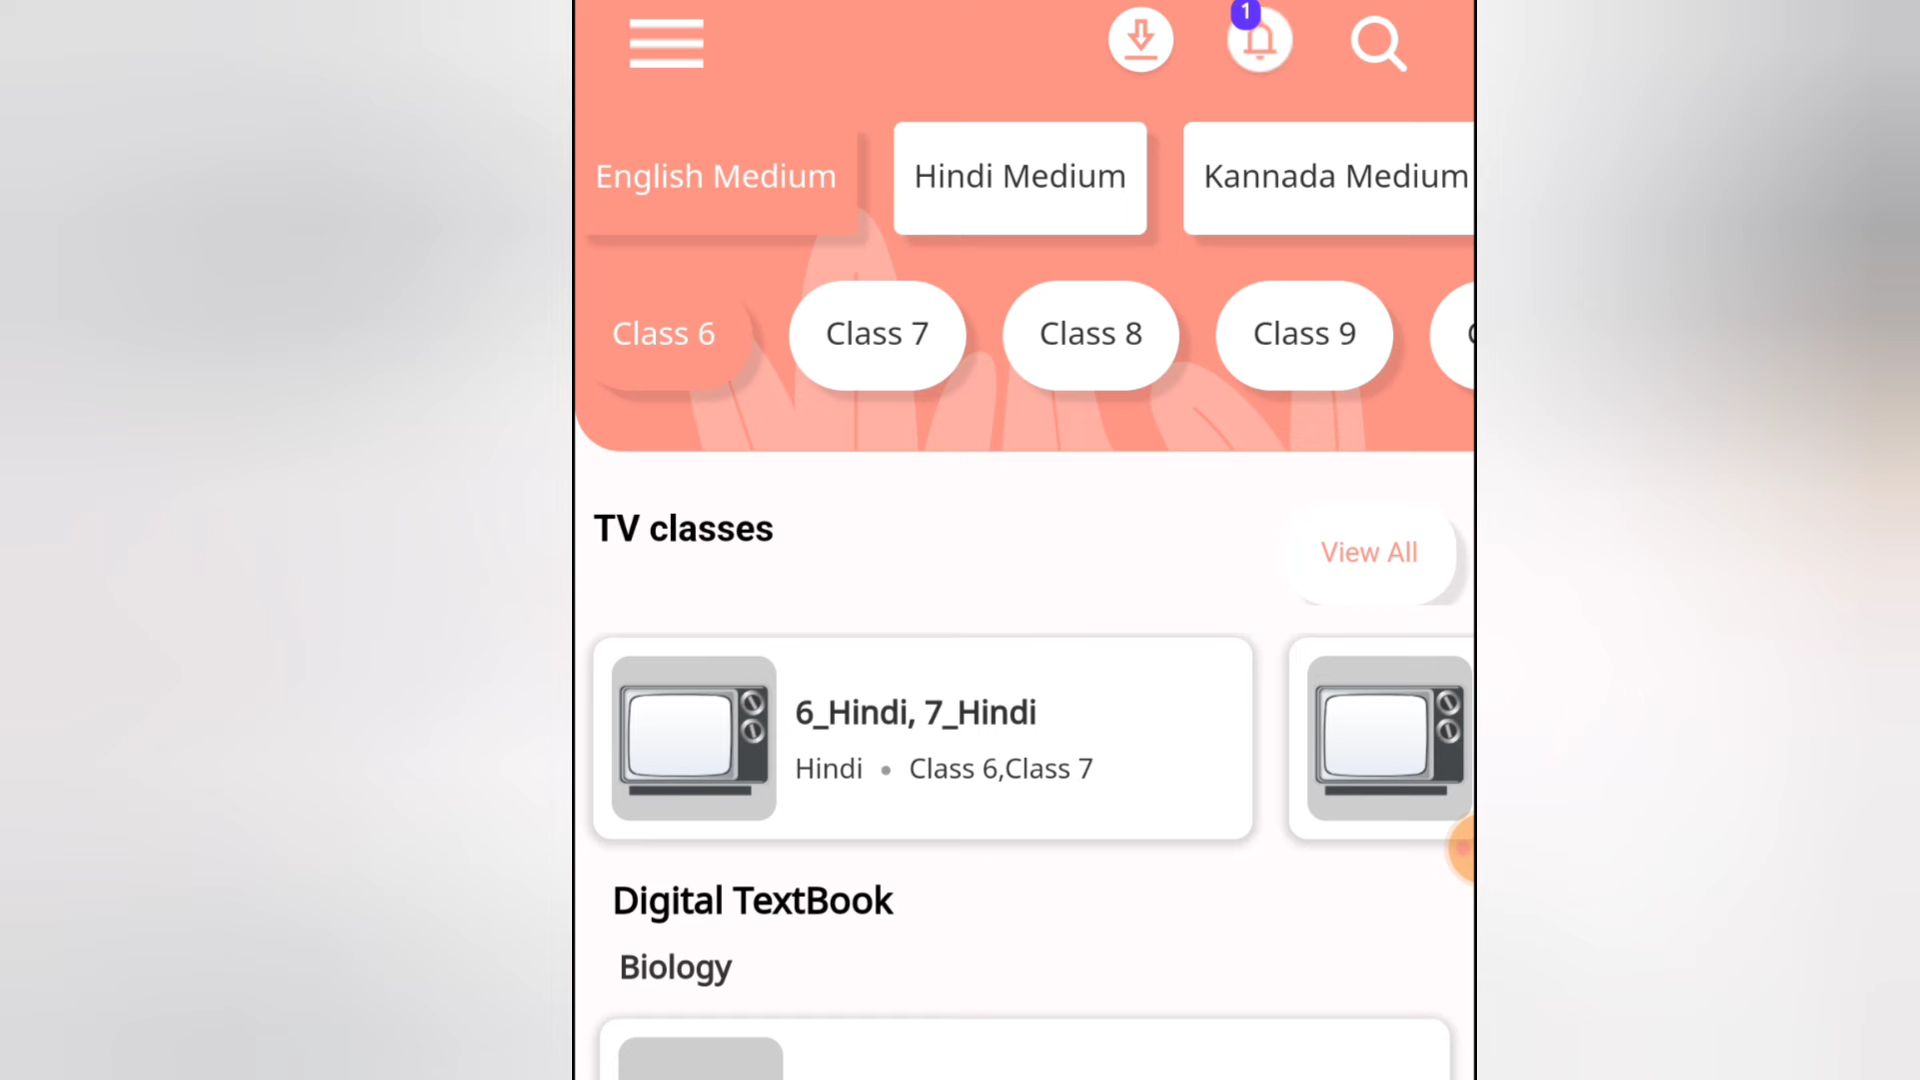 1
English Medium
Hindi Medium
Kannada Medium
Class 6
Class 7
Class 8
Class 9
TV classes
View All
6_Hindi, 7_Hindi
Hindi • Class 6,Class 7
Digital TextBook
Biology